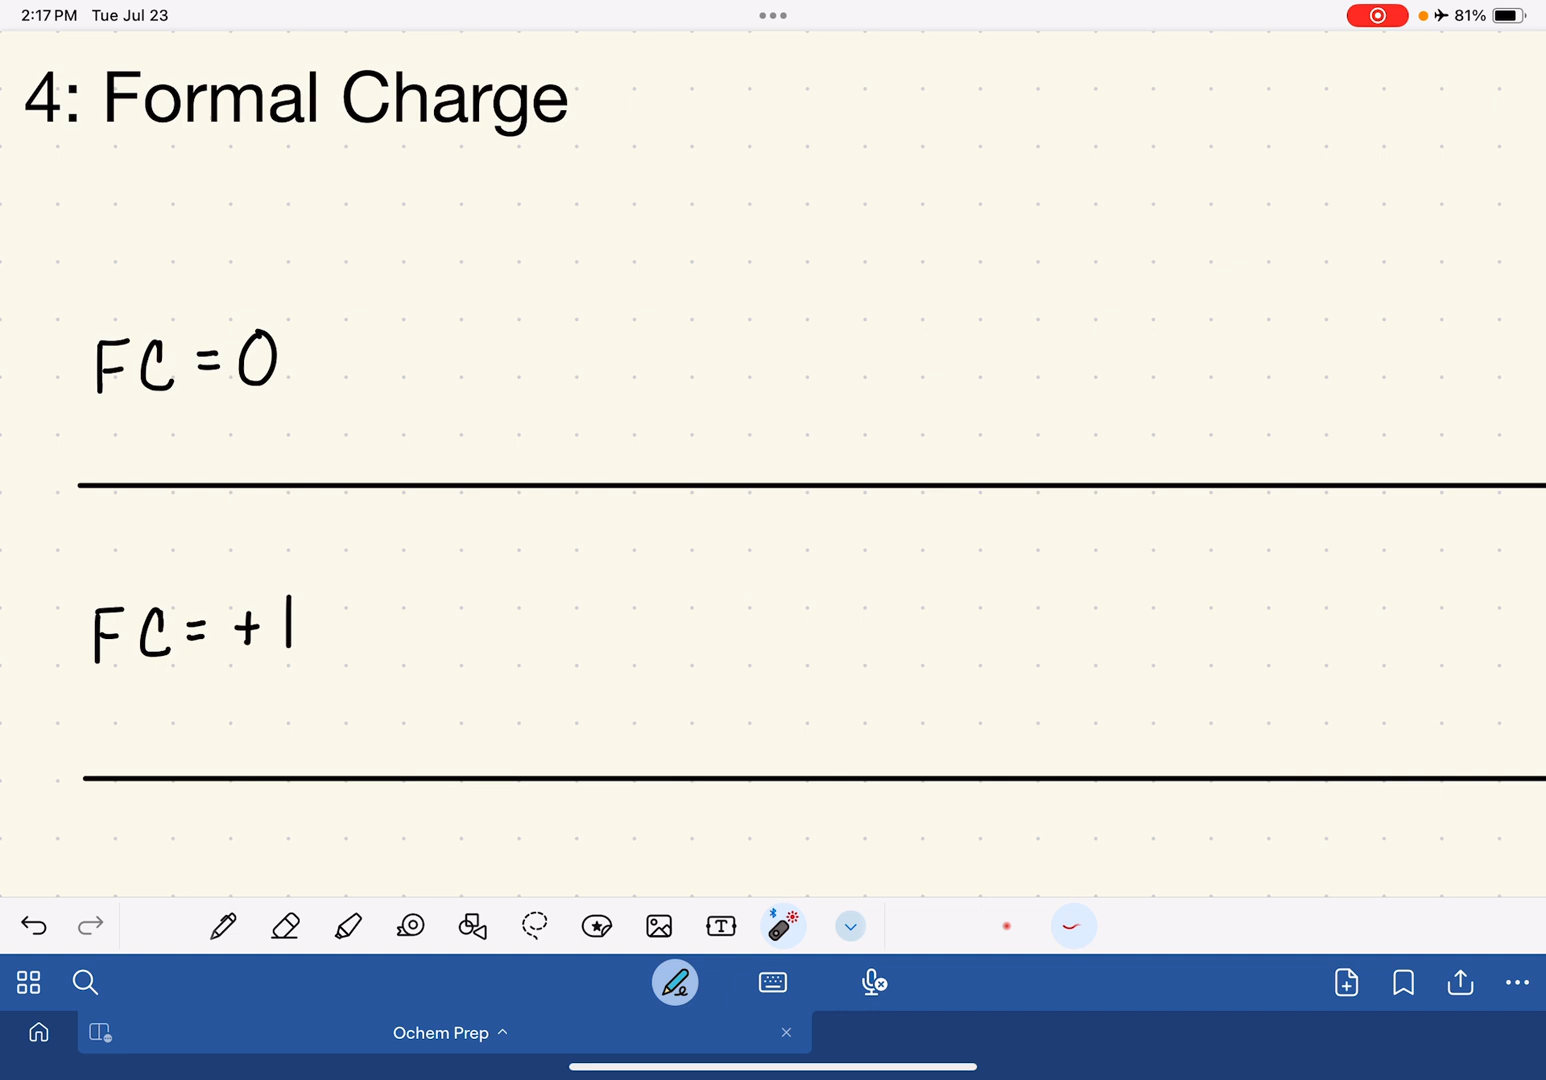 2:17 PM Tue Jul 23
81%
4: Formal Charge
FC = 0
FC = + 1
T
Ochem Prep